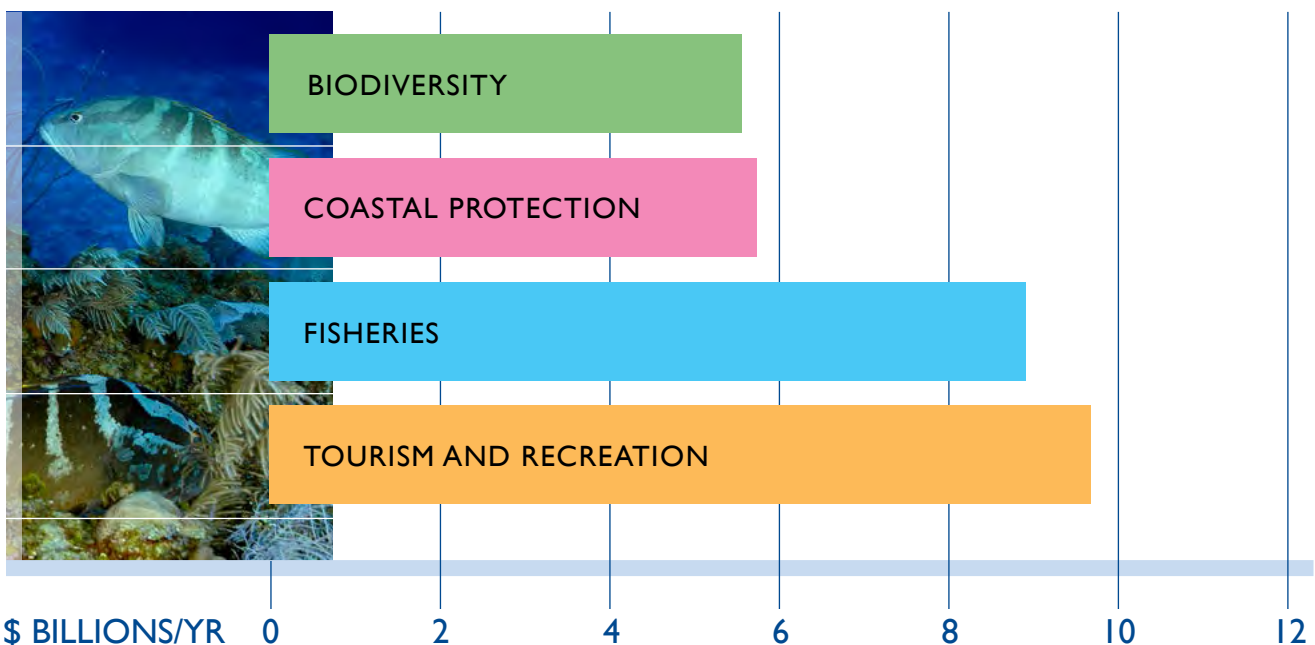 BIODIVERSITY
COASTAL PROTECTION
FISHERIES
TOURISM AND RECREATION
$ BILLIONS/YR 0 2 4 6 8 10 12